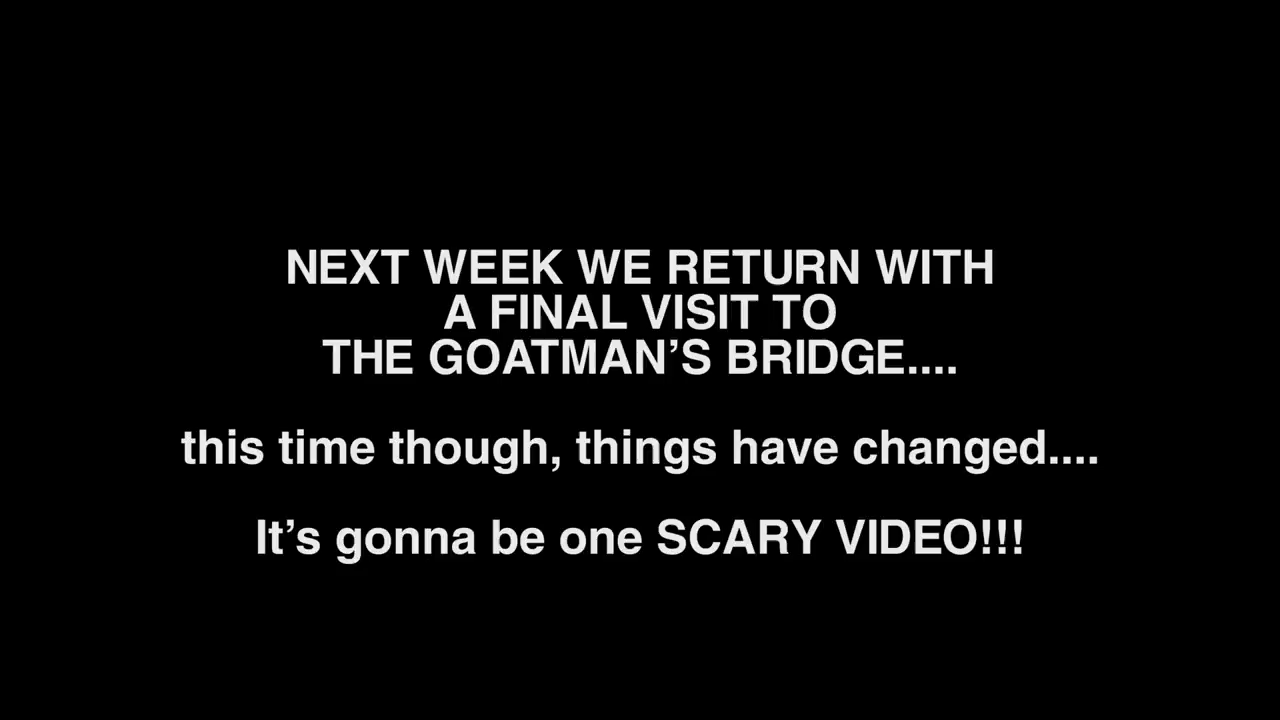 NEXT WEEK WE RETURN WITH
A FINAL VISIT TO
THE GOATMAN’S BRIDGE....
this time though, things have changed....
It’s gonna be one SCARY VIDEO!!!